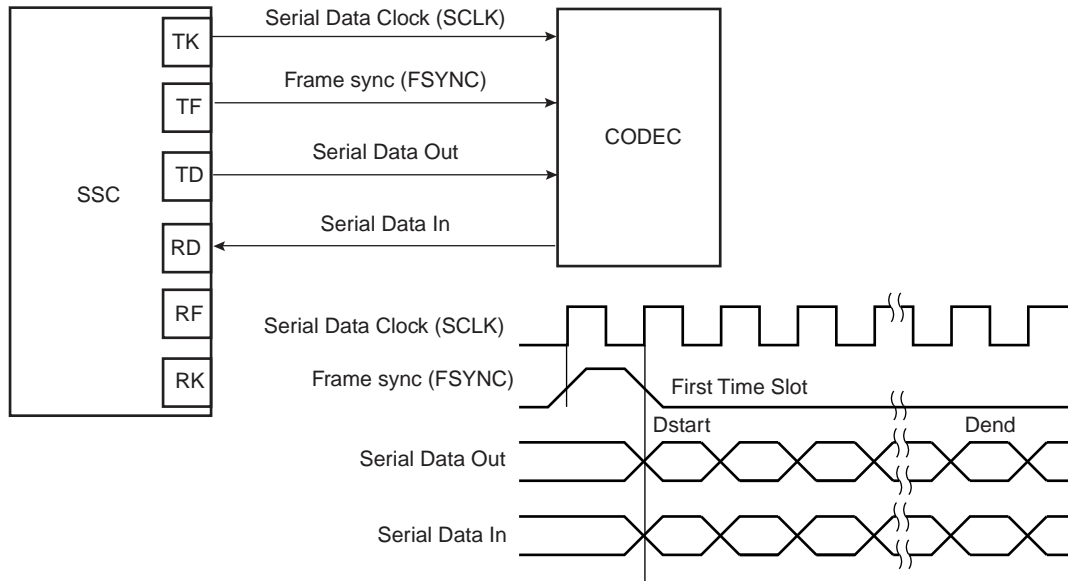 SSC
TK
TF
TD
RD
RF
RK
Serial Data Clock (SCLK)
Frame sync (FSYNC)
Serial Data Out
Serial Data In
CODEC
Serial Data Clock (SCLK)
Frame sync (FSYNC)
First Time Slot
Dstart
Dend
Serial Data Out
Serial Data In